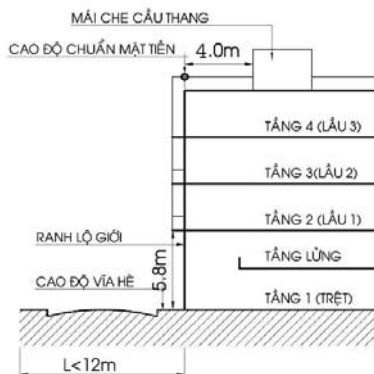 MÁI CHE CẦU THANG
CAO ĐỘ CHUẨN MẶT TIỀN
4.0m
TẦNG 4 (LẦU 3)
TẦNG 3(LẦU 2)
TẦNG 2 (LẦU 1)
RANH LỘ GIỚI
TẦNG LỬNG
CAO ĐỘ VĨA HÈ
5,8m
TẦNG 1 (TRỆT)
L<12m